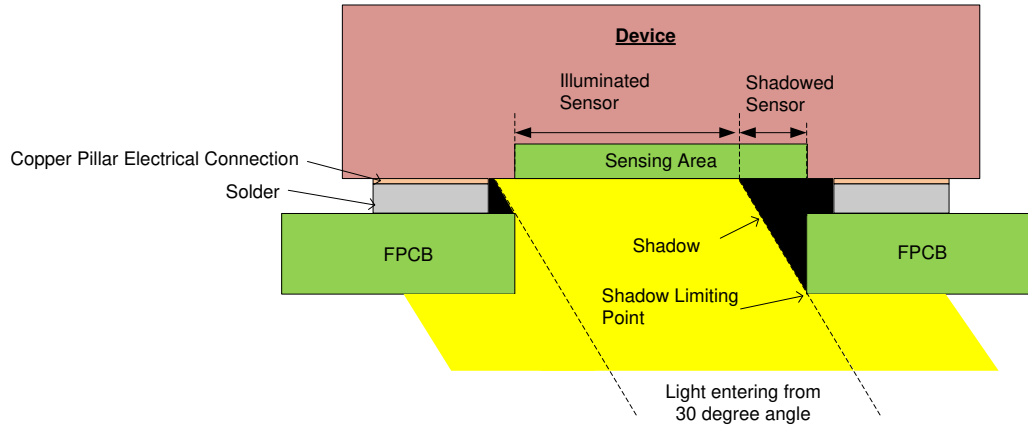 Device
Illuminated
Sensor
Shadowed
Sensor
Copper Pillar Electrical Connection
Sensing Area
Solder
FPCB
Shadow
FPCB
Shadow Limiting
Point
Light entering from
30 degree angle